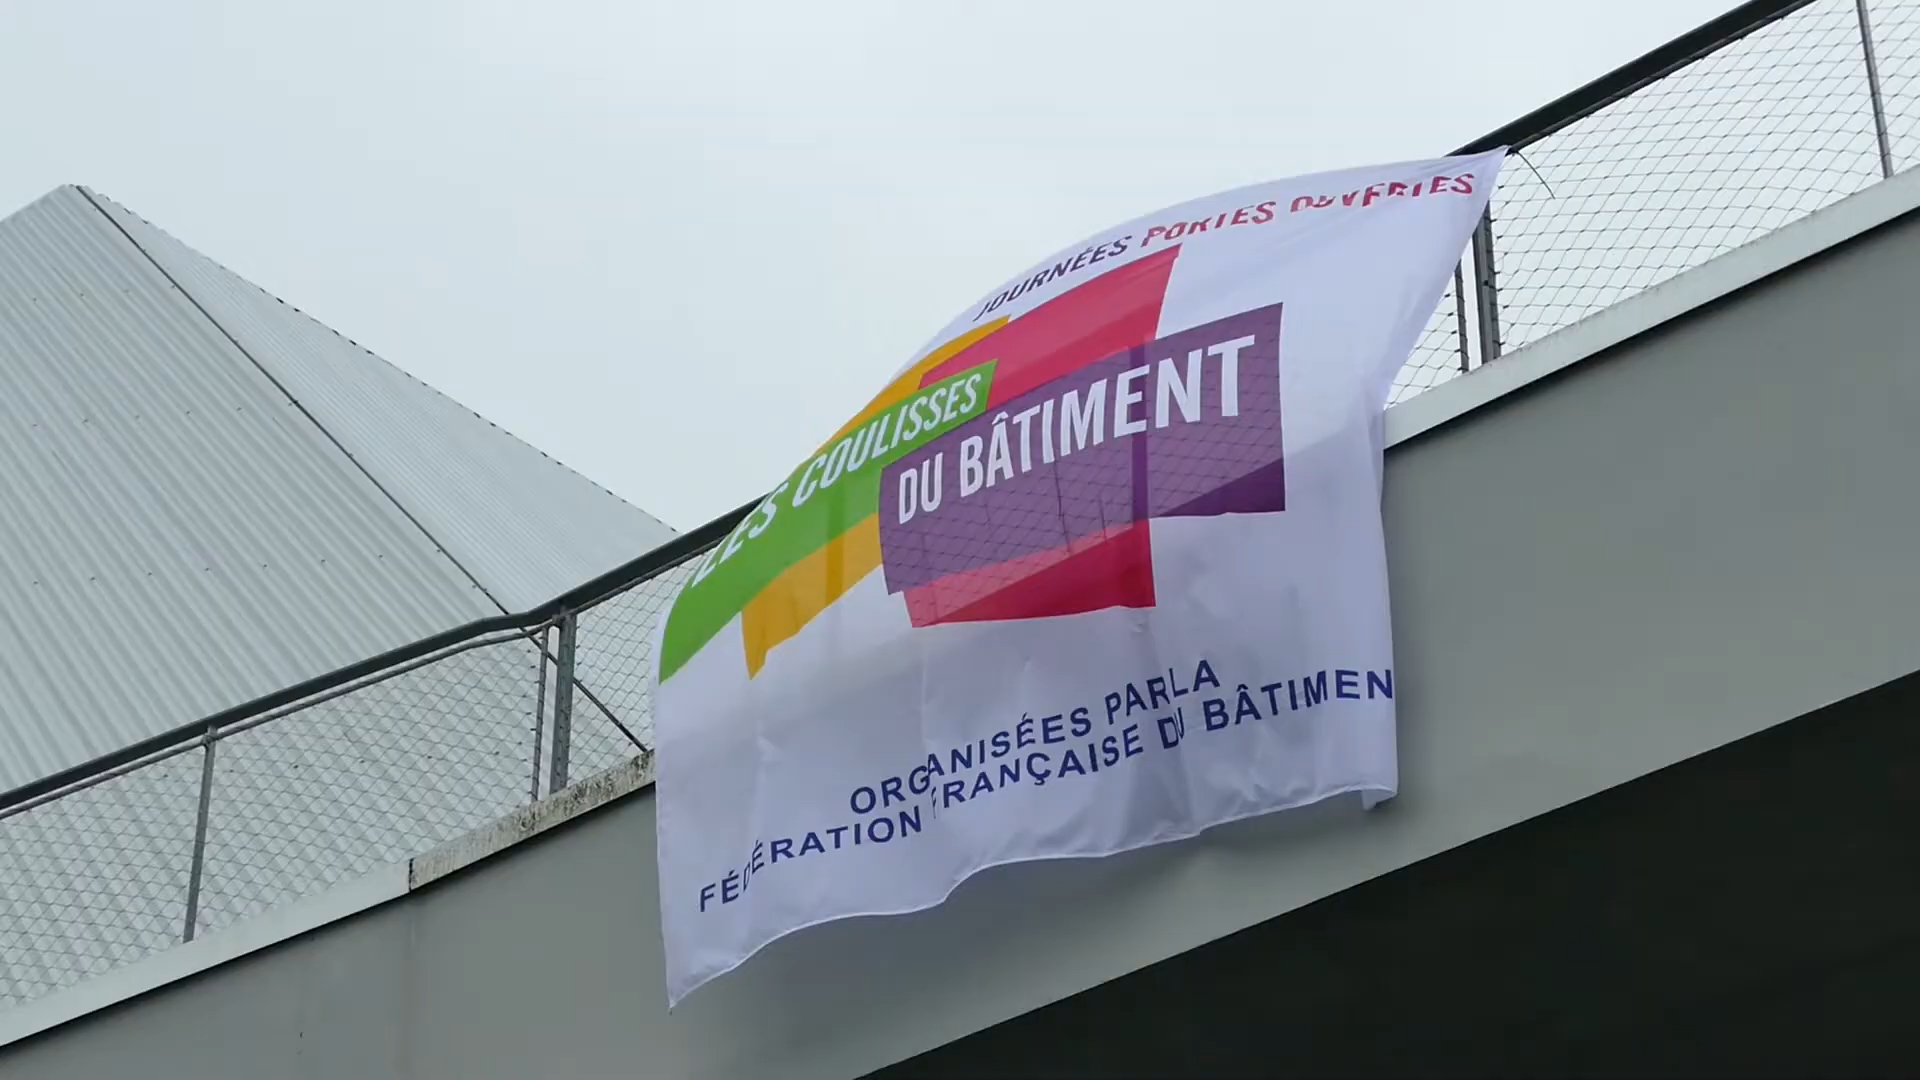 JOURNÉES PORTES OUVERTES
LES COULISSES
DU BÂTIMENT
ORGANISÉES PAR LA
FÉDÉRATION FRANÇAISE DU BÂTIMEN